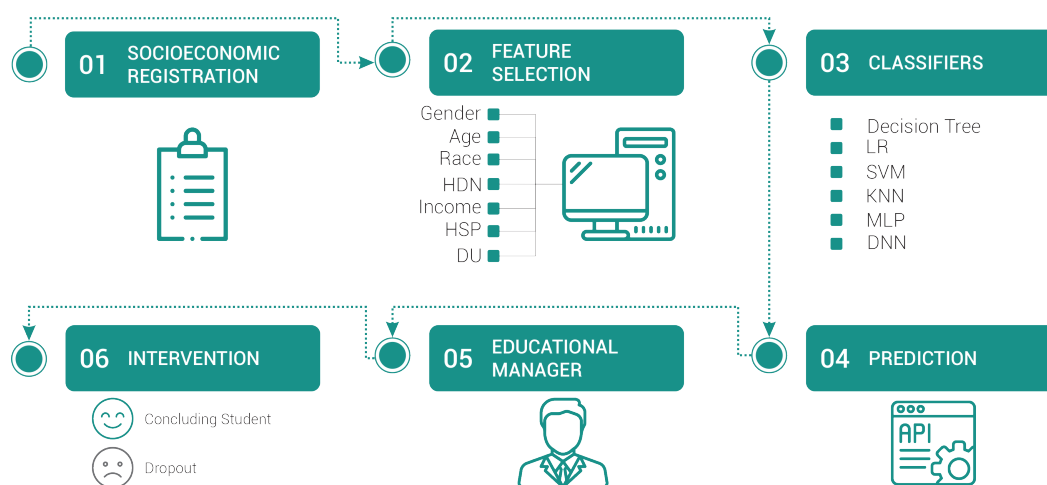 01 SOCIOECONOMIC
REGISTRATION
02 FEATURE
SELECTION
Gender
Age
Race
HDN
Income
HSP
DU
03 CLASSIFIERS
Decision Tree
LR
SVM
KNN
MLP
DNN
06 INTERVENTION
Concluding Student
Dropout
05 EDUCATIONAL
MANAGER
04 PREDICTION
API